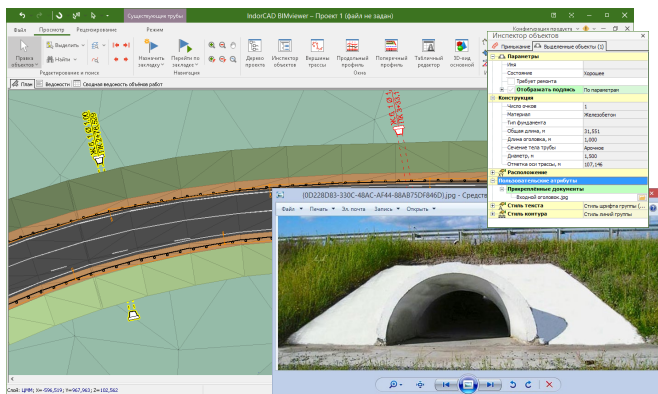 Существующие трубы
IndorCAD BIMviewer – Проект 1 (файл не задан)
Файл
Просмотр
Геометрия
Режим
Конфигурация продукта
Правка объектов
Выделить
Найти
Назначить закладку
Перейти по закладке
Дерево проекта
Инспектор объектов
Вершины трассы
Продольный профиль
Поперечный профиль
Табличный редактор
3D-вид основной
Редактирование и поиск
Навигация
Окна
План
Ведомости
Сводная ведомость объёмов работ
Инспектор объектов
Примыкание
Выделенные объекты (1)
Параметры
Имя
Состояние Хорошее
Требует ремонта
Отображать подпись По параметрам
Конструкция
Число очков 1
Материал Железобетон
Тип фундамента
Общая длина, м 31,551
Длина оголовка, м 1,000
Сечение тела трубы Арочное
Диаметр, м 1,500
Отметка оси трассы, м 107,146
Расположение
Пользовательские атрибуты
Прикреплённые документы
Входной оголовок.jpg
Стиль текста Стиль шрифта группы (...
Стиль контура Стиль линий группы
{0D228D83-330C-48AC-AF44-88AB75DF846D}.jpg - Средств
Файл
Печать
Эл. почта
Запись
Открыть
Слой: ЦММ; X=-596,519; Y=967,963; Z=102,562